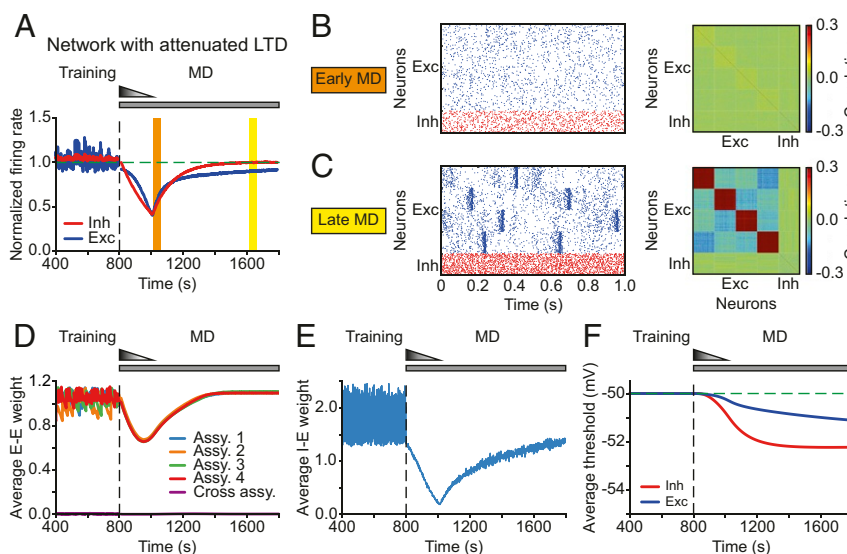 A
Network with attenuated LTD
Training
MD
Normalized firing rate
1.5
1.0
0.5
0.0
Inh
Exc
400 800 1200 1600
Time (s)
B
Early MD
Neurons
Exc
Inh
0.3
0.0
-0.3
Exc Inh
C
Late MD
Neurons
Exc
Inh
0 0.2 0.4 0.6 0.8 1.0
Time (s)
Exc
Inh
0.3
0.0
-0.3
Exc Inh
Neurons
D
Training
MD
Average E-E weight
1.2
0.6
0.0
Assy. 1
Assy. 2
Assy. 3
Assy. 4
Cross assy.
400 800 1200 1600
Time (s)
E
Training
MD
Average I-E weight
2.0
1.0
0.0
400 800 1200 1600
Time (s)
F
Training
MD
Average threshold (mV)
-50
-52
-54
Inh
Exc
400 800 1200 1600
Time (s)